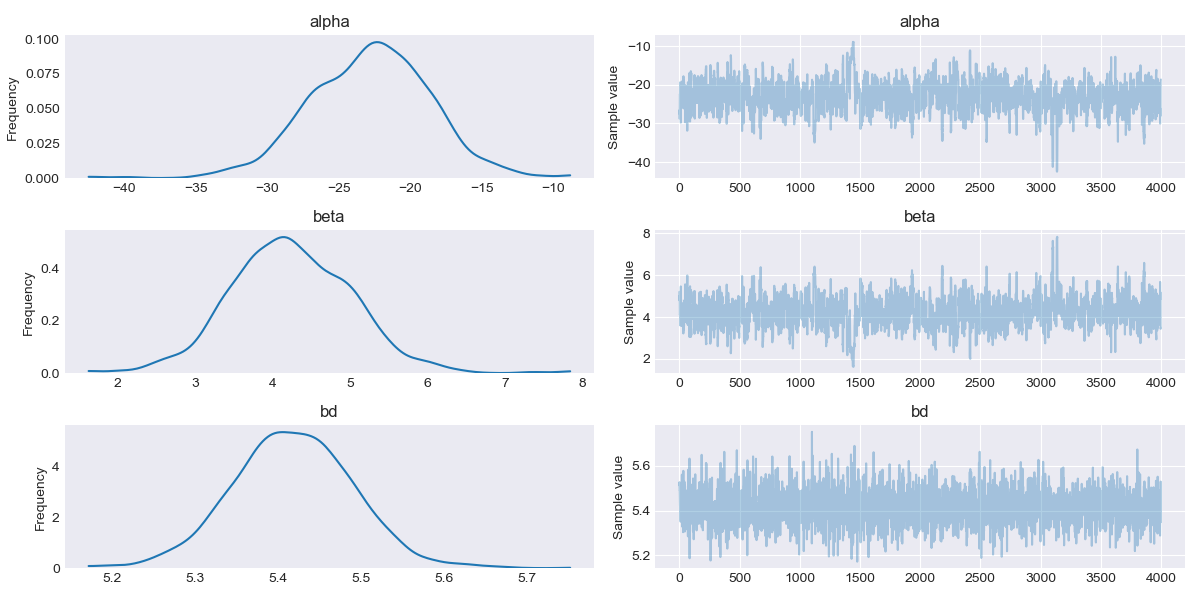 alpha
Frequency
0.100
0.075
0.050
0.025
0.000
−40 −35 −30 −25 −20 −15 −10
alpha
Sample value
−10
−20
−30
−40
0 500 1000 1500 2000 2500 3000 3500 4000
beta
Frequency
0.4
0.2
0.0
2 3 4 5 6 7 8
beta
Sample value
8
6
4
2
0 500 1000 1500 2000 2500 3000 3500 4000
bd
Frequency
4
2
0
5.2 5.3 5.4 5.5 5.6 5.7
bd
Sample value
5.6
5.4
5.2
0 500 1000 1500 2000 2500 3000 3500 4000